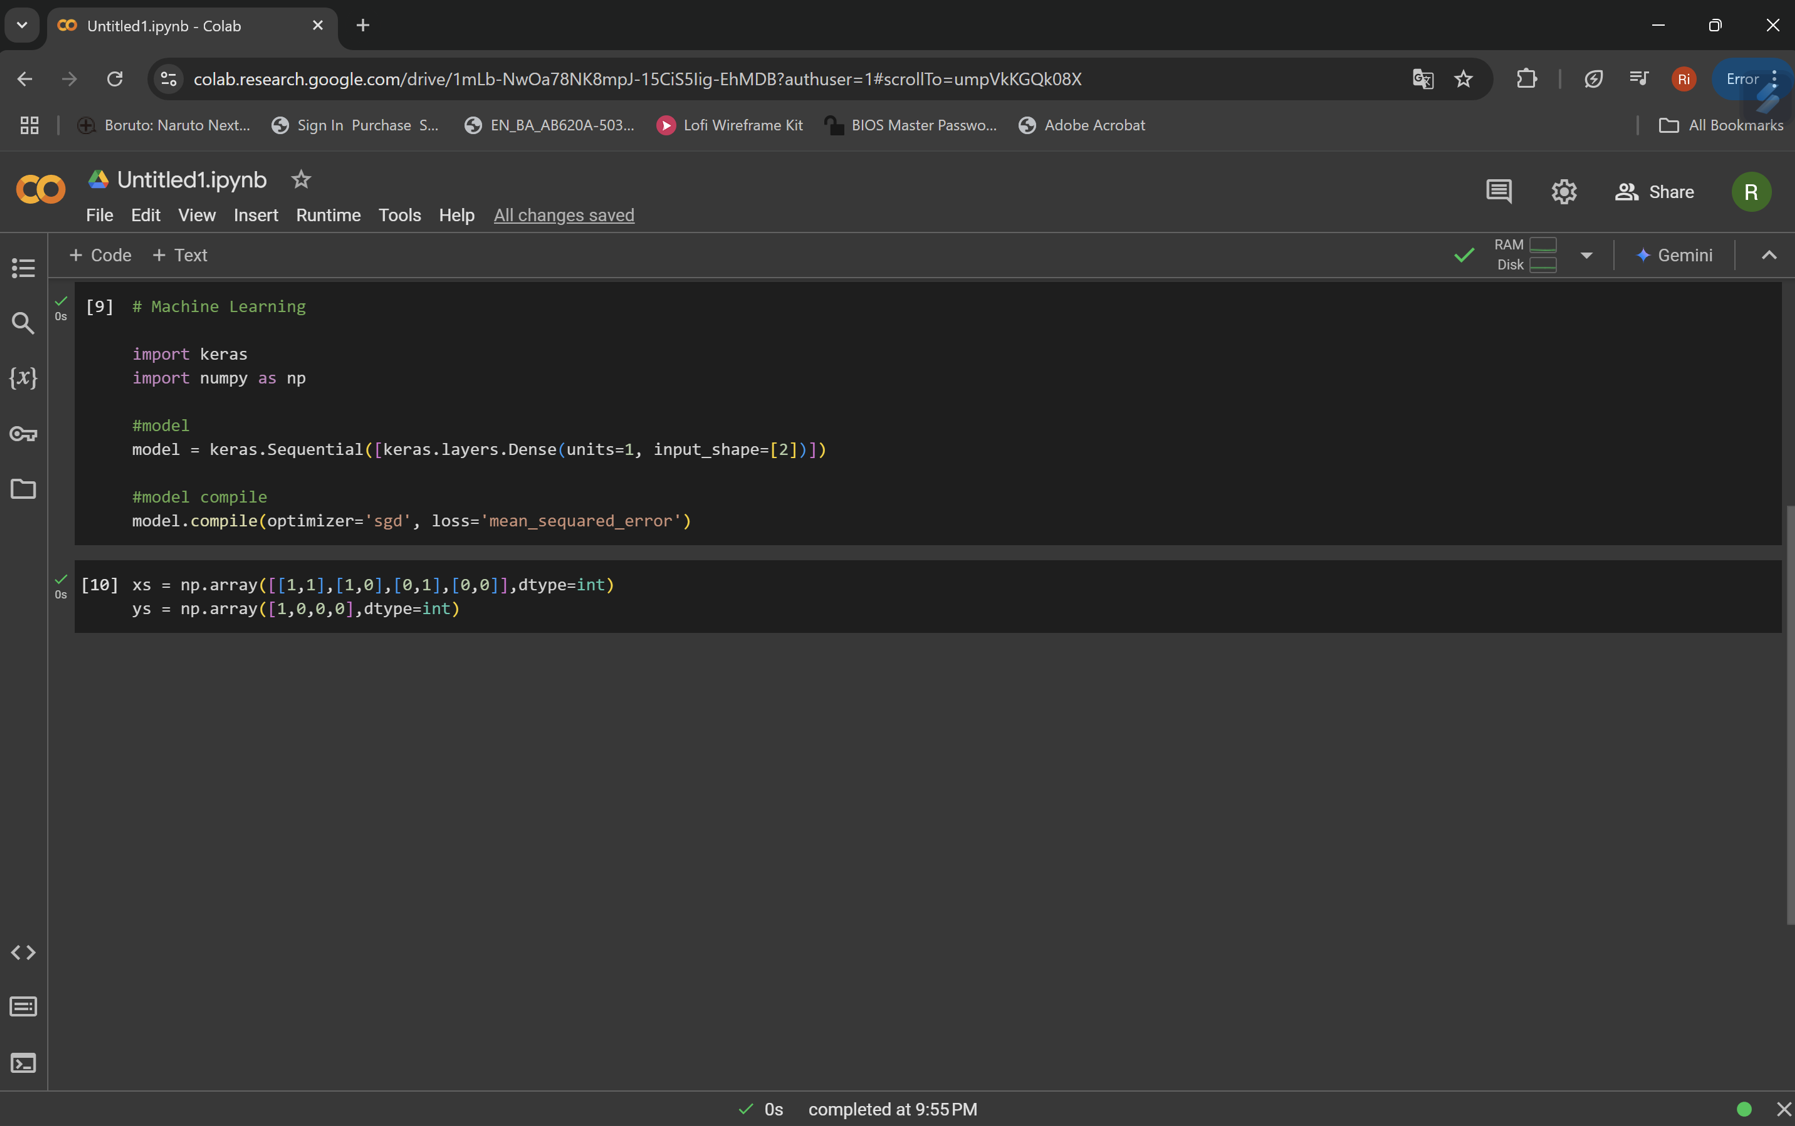 Untitled1.ipynb - Colab
colab.research.google.com/drive/1mLb-NwOa78NK8mpJ-15CiS5Iig-EhMDB?authuser=1#scrollTo=umpVkKGQk08X
Ri
Error
Boruto: Naruto Next...
Sign In Purchase S...
EN_BA_AB620A-503...
Lofi Wireframe Kit
BIOS Master Passwo...
Adobe Acrobat
All Bookmarks
Untitled1.ipynb
Share
R
File Edit View Insert Runtime Tools Help All changes saved
+ Code + Text
RAM
Disk
Gemini
0s
[9] # Machine Learning
import keras
import numpy as np
#model
model = keras.Sequential([keras.layers.Dense(units=1, input_shape=[2])])
#model compile
model.compile(optimizer='sgd', loss='mean_sequared_error')
0s
[10] xs = np.array([[1,1],[1,0],[0,1],[0,0]],dtype=int)
ys = np.array([1,0,0,0],dtype=int)
{x}
0s completed at 9:55 PM